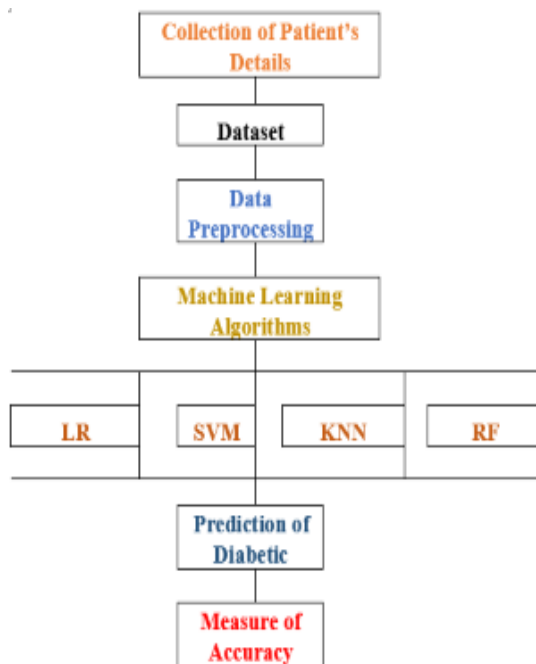 Collection of Patient's
Details
Dataset
Data
Preprocessing
Machine Learning
Algorithms
LR
SVM
KNN
RF
Prediction of
Diabetic
Measure of
Accuracy